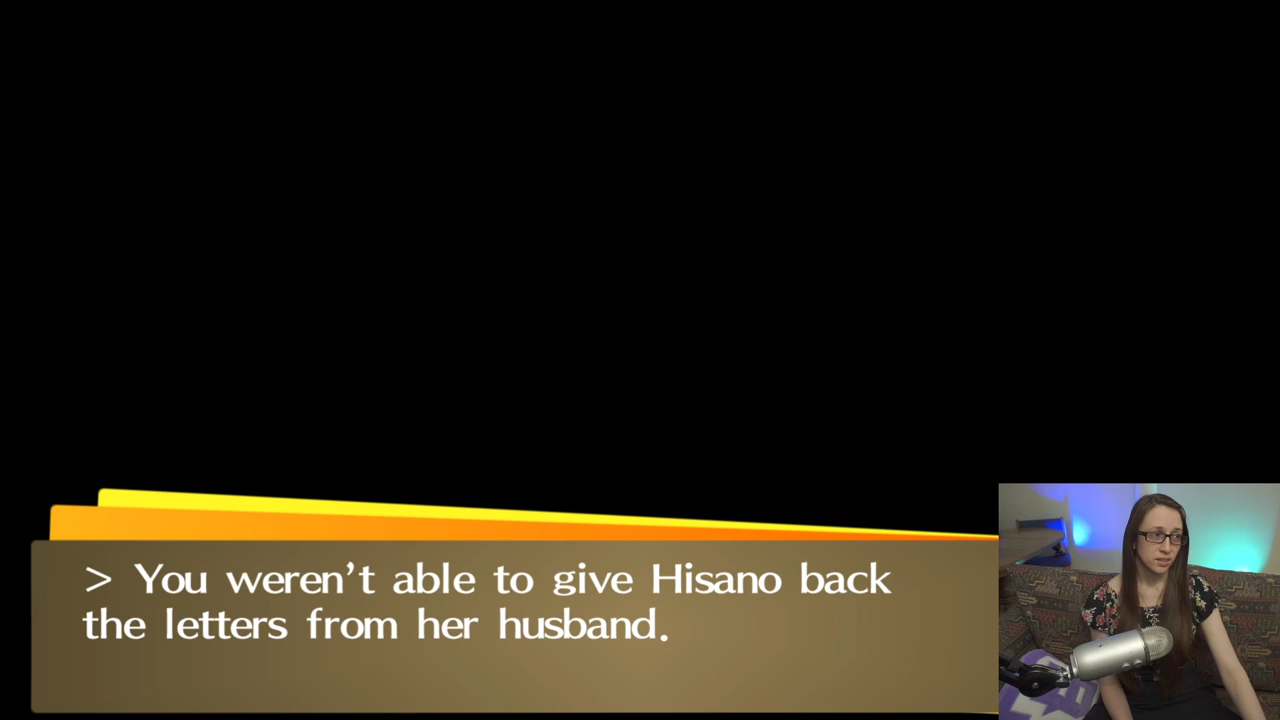 > You weren't able to give Hisano back
the letters from her husband.